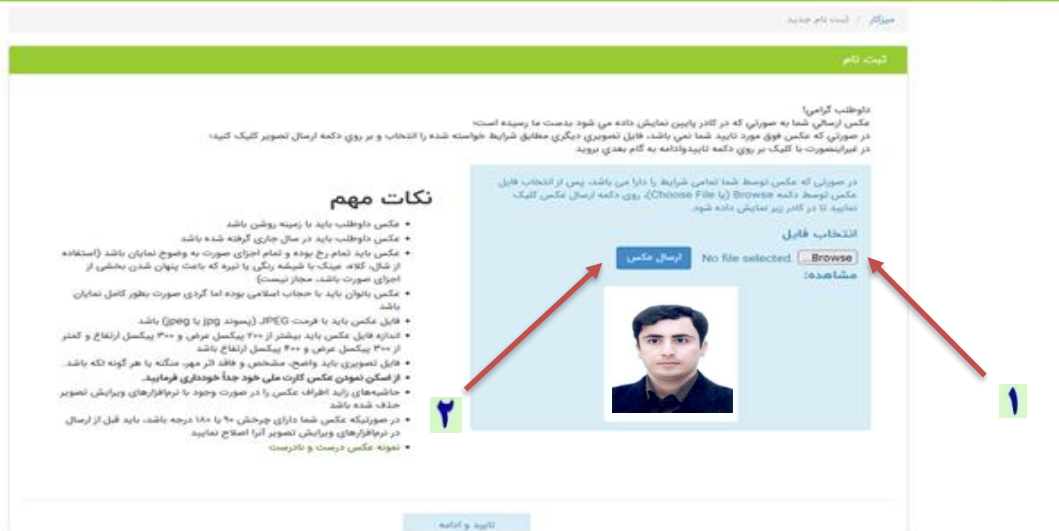 میزکار / ثبت نام جدید
ثبت نام
داوطلب گرامی!
عکس ارسالی شما به صورتي که در کادر پایین نمایش داده مي شود بدست ما رسیده است؛
در صورتي که عکس فوق مورد تایید شما نمي باشد، فایل تصویري دیگري مطابق شرایط خواسته شده را انتخاب و بر روي دکمه ارسال تصویر کلیک کنید؛
در غیراینصورت با کلیک بر روي دکمه تاییدوادامه به گام بعدي بروید.
در صورتی که عکس توسط شما تمامی شرایط را دارا می باشد، پس از انتخاب فایل
عکس توسط دکمه Browse (یا Choose File)، روی دکمه ارسال عکس کلیک
نمایید تا در کادر زیر نمایش داده شود.
انتخاب فایل
Browse No file selected. ارسال عکس
مشاهده:
۱
۲
نکات مهم
• عکس داوطلب باید با زمینه روشن باشد
• عکس داوطلب باید در سال جاری گرفته شده باشد
• عکس باید تمام رخ بوده و تمام اجزای صورت به وضوح نمایان باشد (استفاده
از شال، کلاه، عینک با شیشه رنگی یا تیره که باعث پنهان شدن بخشی از
اجزای صورت باشد، مجاز نیست)
• عکس بانوان باید با حجاب اسلامی بوده اما گردی صورت بطور کامل نمایان
باشد
• فایل عکس باید با فرمت JPEG (پسوند jpg یا jpeg) باشد
• اندازه فایل عکس باید بیشتر از ۲۰۰ پیکسل عرض و ۳۰۰ پیکسل ارتفاع و کمتر
از ۳۰۰ پیکسل عرض و ۴۰۰ پیکسل ارتفاع باشد
• فایل تصویری باید واضح، مشخص و فاقد اثر مهر، منگنه یا هر گونه لکه باشد.
• از اسکن نمودن عکس کارت ملی خود جداً خودداری فرمایید.
• حاشیه‌های زاید اطراف عکس را در صورت وجود با نرم‌افزارهای ویرایش تصویر
حذف شده باشد
• در صورتیکه عکس شما دارای چرخش ۹۰ یا ۱۸۰ درجه باشد، باید قبل از ارسال
در نرم‌افزارهای ویرایش تصویر آنرا اصلاح نمایید
• نمونه عکس درست و نادرست
تایید و ادامه